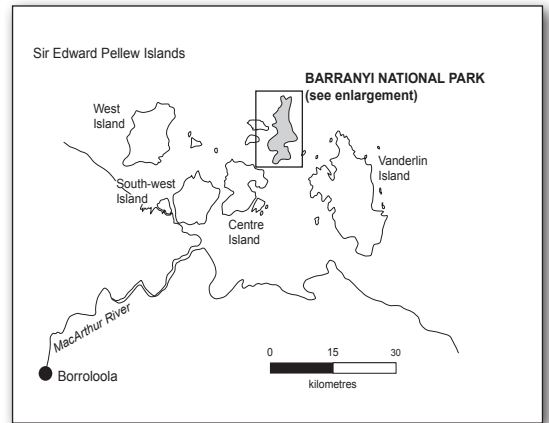 Sir Edward Pellew Islands
BARRANYI NATIONAL PARK
(see enlargement)
West
Island
Vanderlin
Island
South-west
Island
Centre
Island
MacArthur River
0 15 30
kilometres
Borroloola